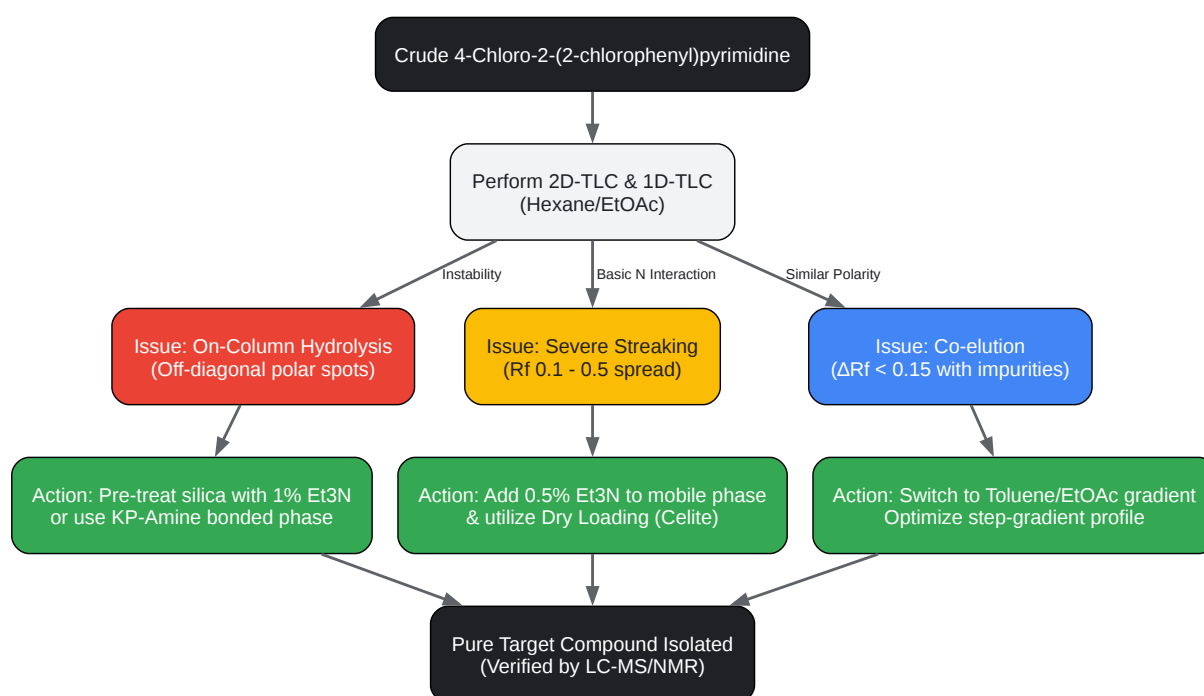 Crude 4-Chloro-2-(2-chlorophenyl)pyrimidine
Perform 2D-TLC & 1D-TLC
(Hexane/EtOAc)
Instability
Basic N Interaction
Similar Polarity
Issue: On-Column Hydrolysis
(Off-diagonal polar spots)
Issue: Severe Streaking
(Rf 0.1 - 0.5 spread)
Issue: Co-elution
(ΔRf < 0.15 with impurities)
Action: Pre-treat silica with 1% Et3N
or use KP-Amine bonded phase
Action: Add 0.5% Et3N to mobile phase
& utilize Dry Loading (Celite)
Action: Switch to Toluene/EtOAc gradient
Optimize step-gradient profile
Pure Target Compound Isolated
(Verified by LC-MS/NMR)